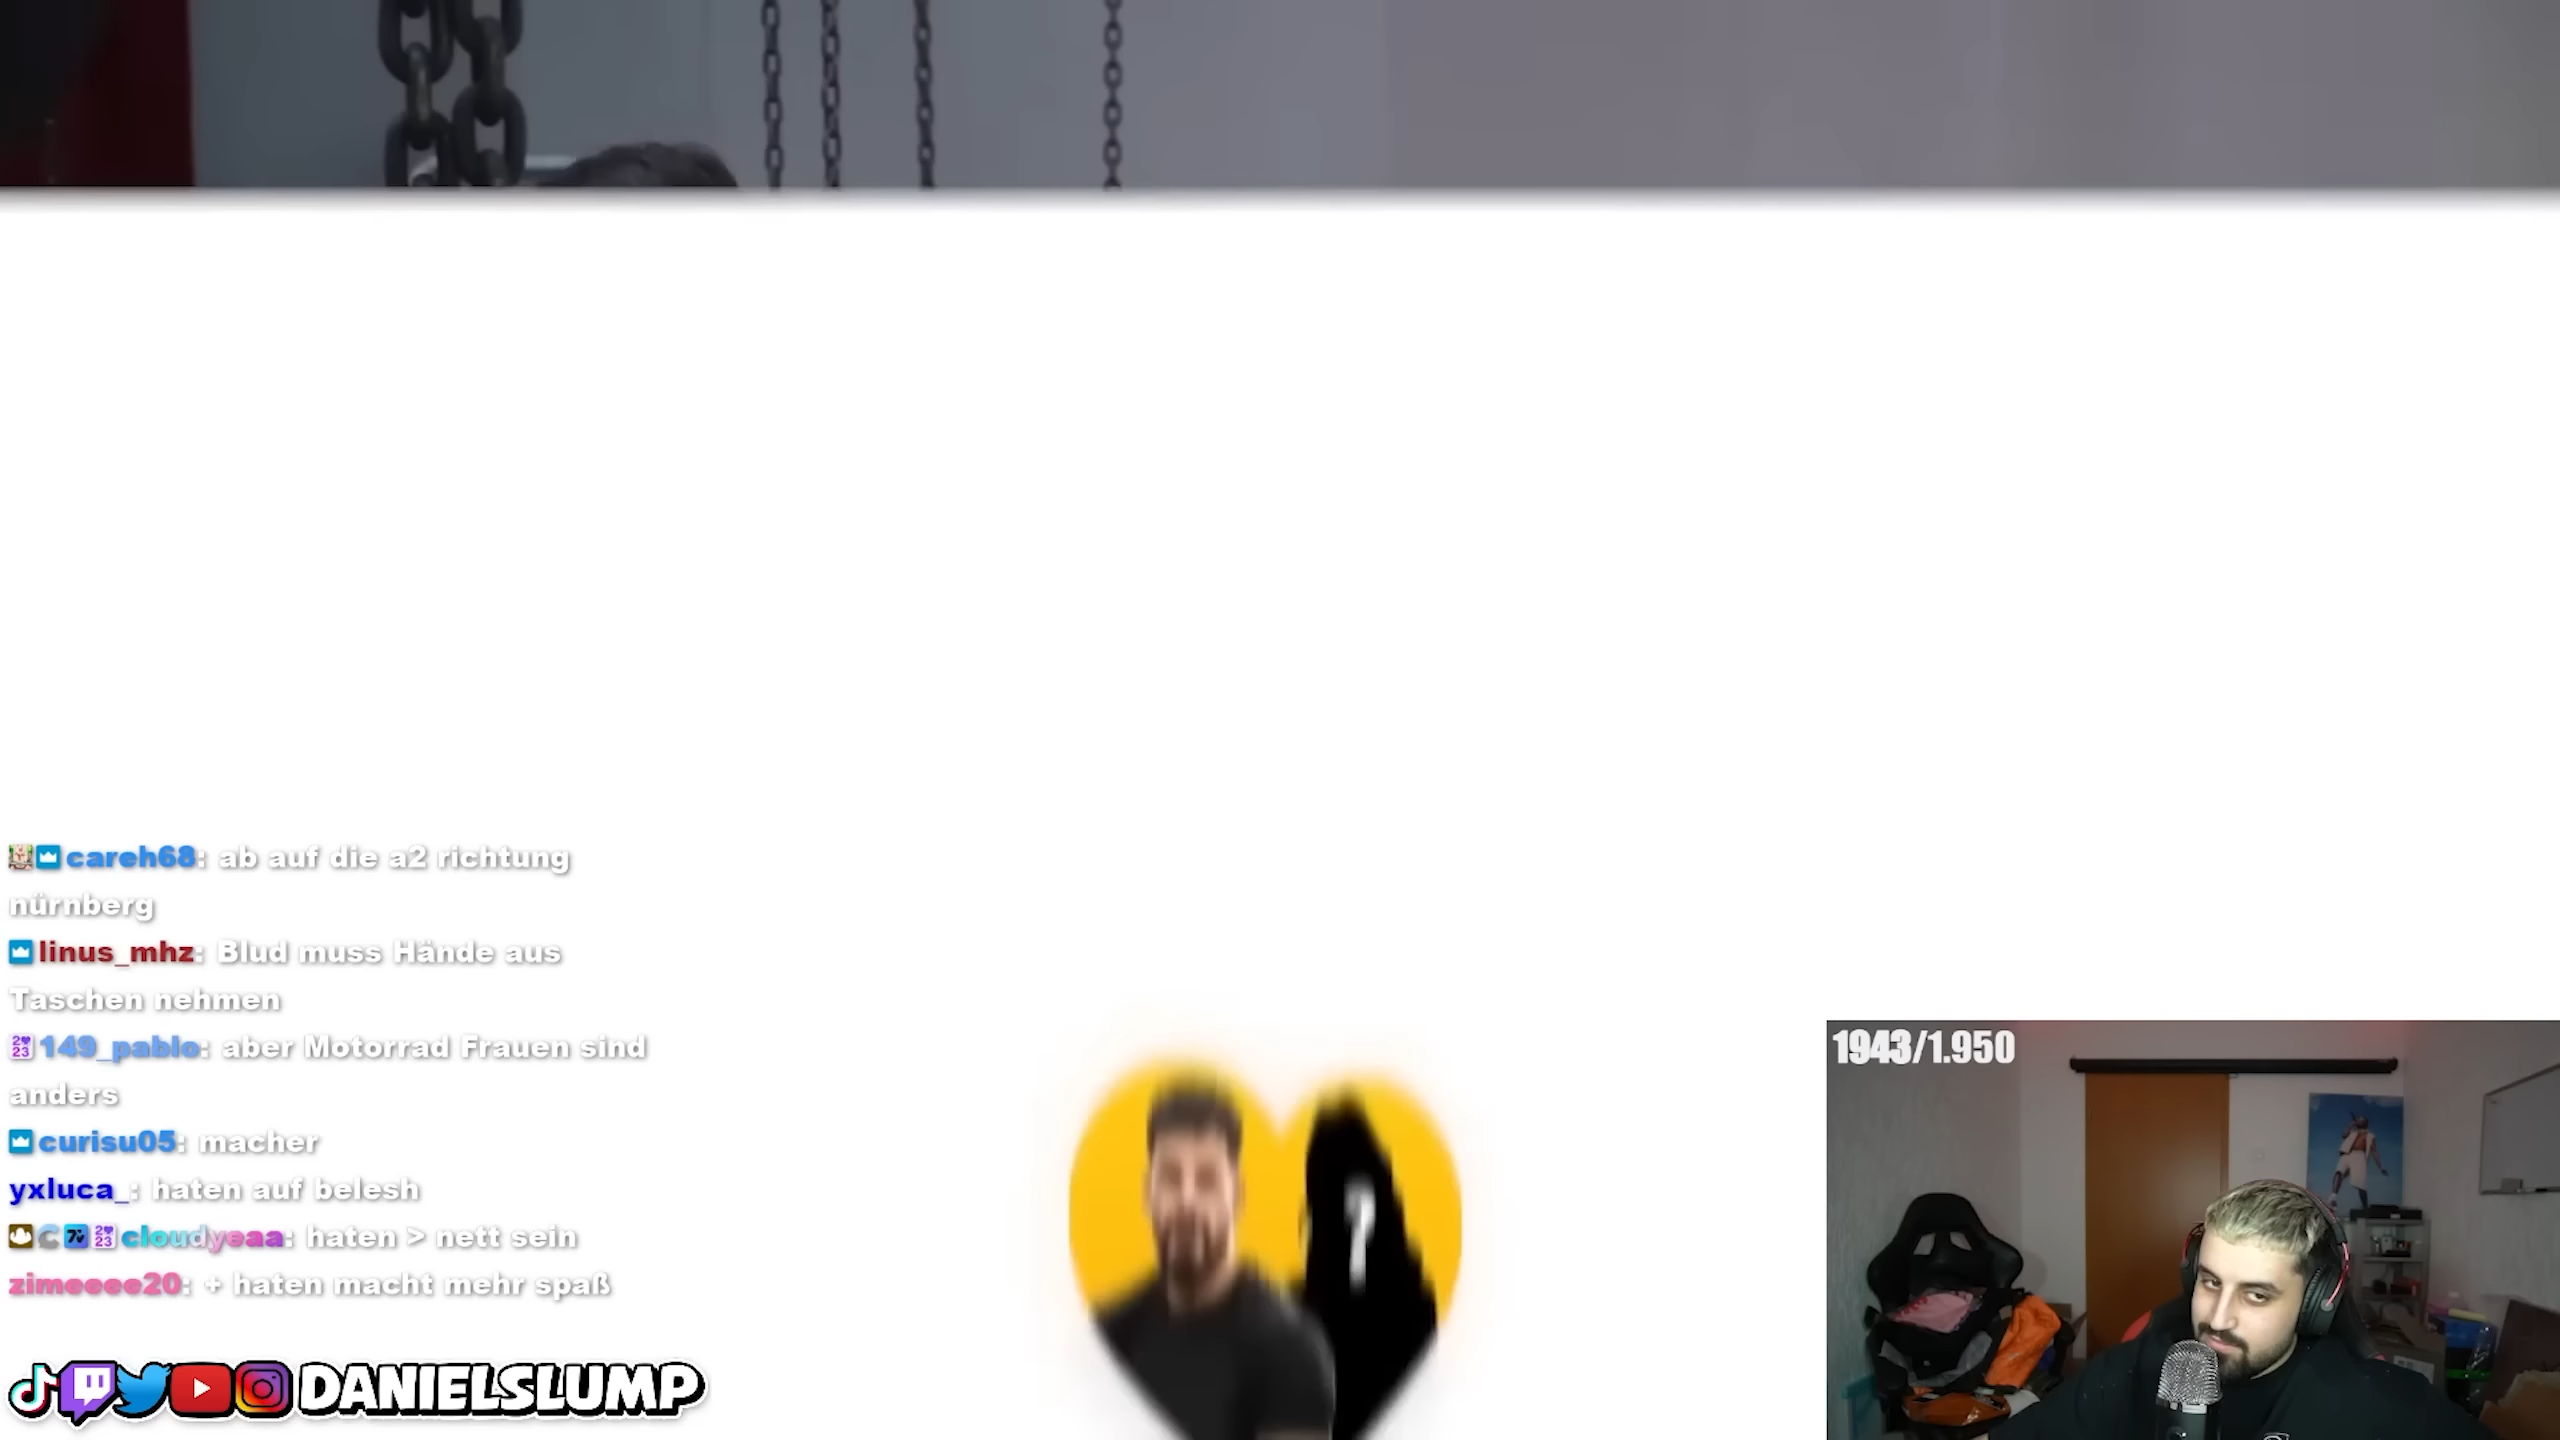 careh68: ab auf die a2 richtung
nürnberg
linus_mhz: Blud muss Hände aus
Taschen nehmen
149_pablo: aber Motorrad Frauen sind
anders
curisu05: macher
yxluca_: haten auf belesh
cloudyeaa: haten > nett sein
zimeeee20: + haten macht mehr spaß
DANIELSLUMP
?
1943/1.950